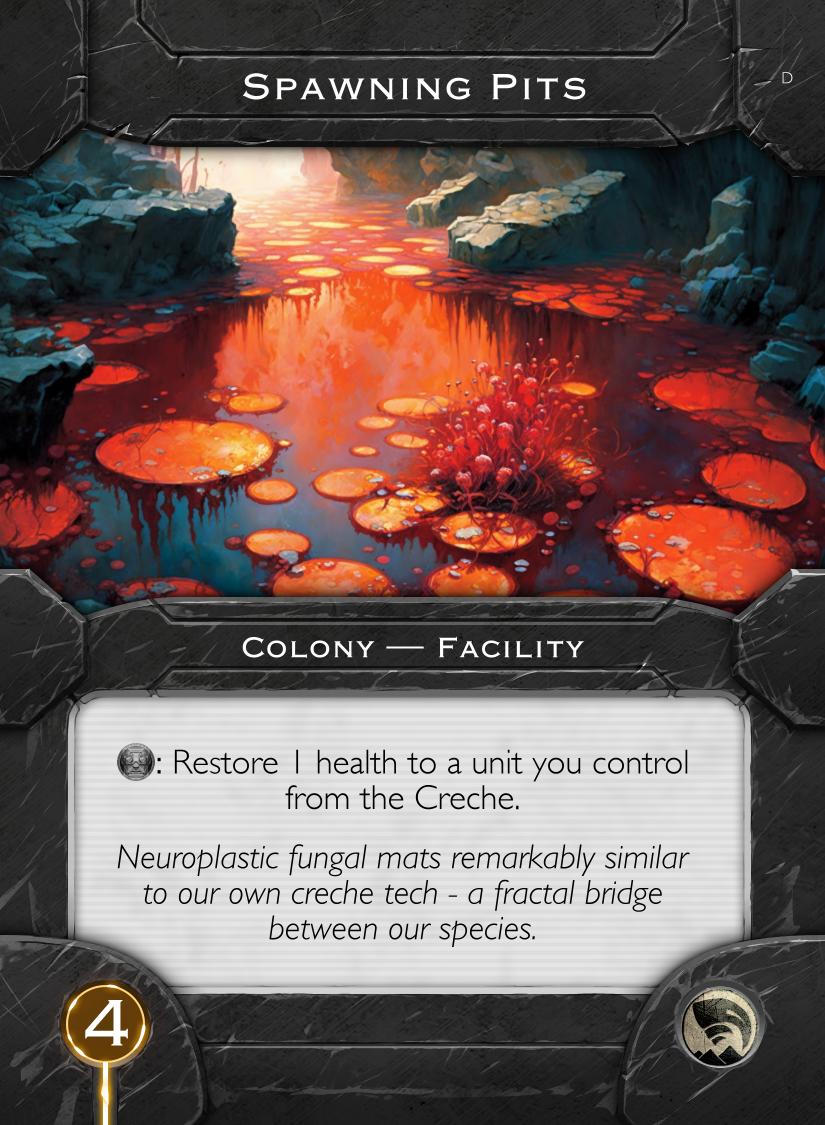 Spawning Pits
D
Colony — Facility
: Restore 1 health to a unit you control
from the Creche.
Neuroplastic fungal mats remarkably similar
to our own creche tech - a fractal bridge
between our species.
4